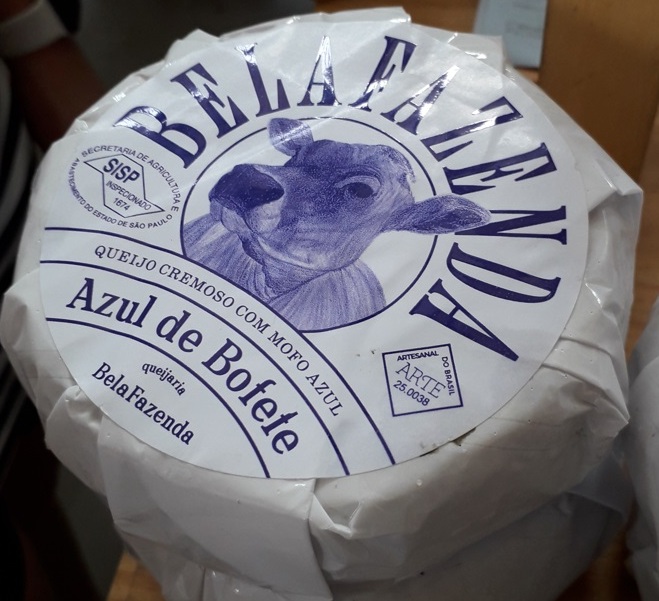 BELAFAZENDA
SECRETARIA DE AGRICULTURA E
ABASTECIMENTO DO ESTADO DE SÃO PAULO
SISP
INSPECIONADO
1674
QUEIJO CREMOSO COM MOFO AZUL
Azul de Bofete
queijaria
BelaFazenda
ARTESANAL
DO BRASIL
ARTE
25.0038